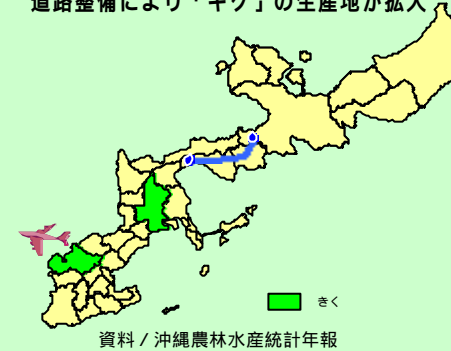 道路整備により「キク」の生産地が拡大
きく
資料/沖縄農林水産統計年報